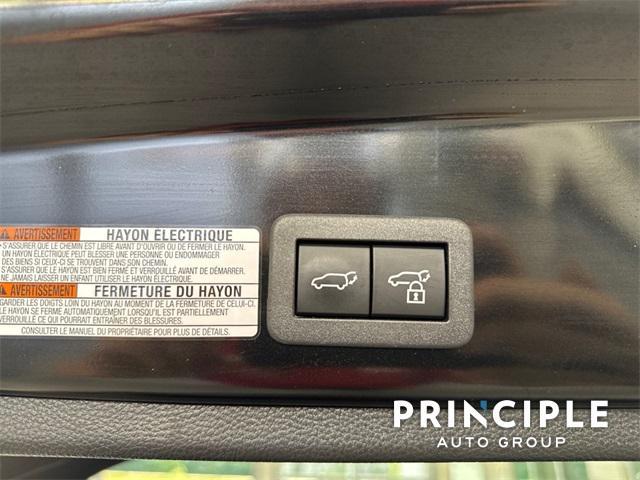 AVERTISSEMENT HAYON ÉLECTRIQUE
S'ASSURER QUE LE CHEMIN EST LIBRE AVANT D'OUVRIR OU DE FERMER LE HAYON.
UN HAYON ÉLECTRIQUE PEUT BLESSER UNE PERSONNE OU ENDOMMAGER
DES BIENS SI CEUX-CI SE TROUVENT DANS SON CHEMIN.
S'ASSURER QUE LE HAYON EST BIEN FERMÉ ET VERROUILLÉ AVANT DE DÉMARRER.
NE JAMAIS LAISSER UN ENFANT UTILISER LE HAYON ÉLECTRIQUE.
AVERTISSEMENT FERMETURE DU HAYON
GARDER LES DOIGTS LOIN DU HAYON AU MOMENT DE LA FERMETURE DE CELUI-CI.
LE HAYON SE FERME AUTOMATIQUEMENT LORSQU'IL EST PARTIELLEMENT
VERROUILLÉ CE QUI POURRAIT ENTRAÎNER DES BLESSURES.
CONSULTER LE MANUEL DU PROPRIÉTAIRE POUR PLUS DE DÉTAILS.
PRINCIPLE
AUTO GROUP